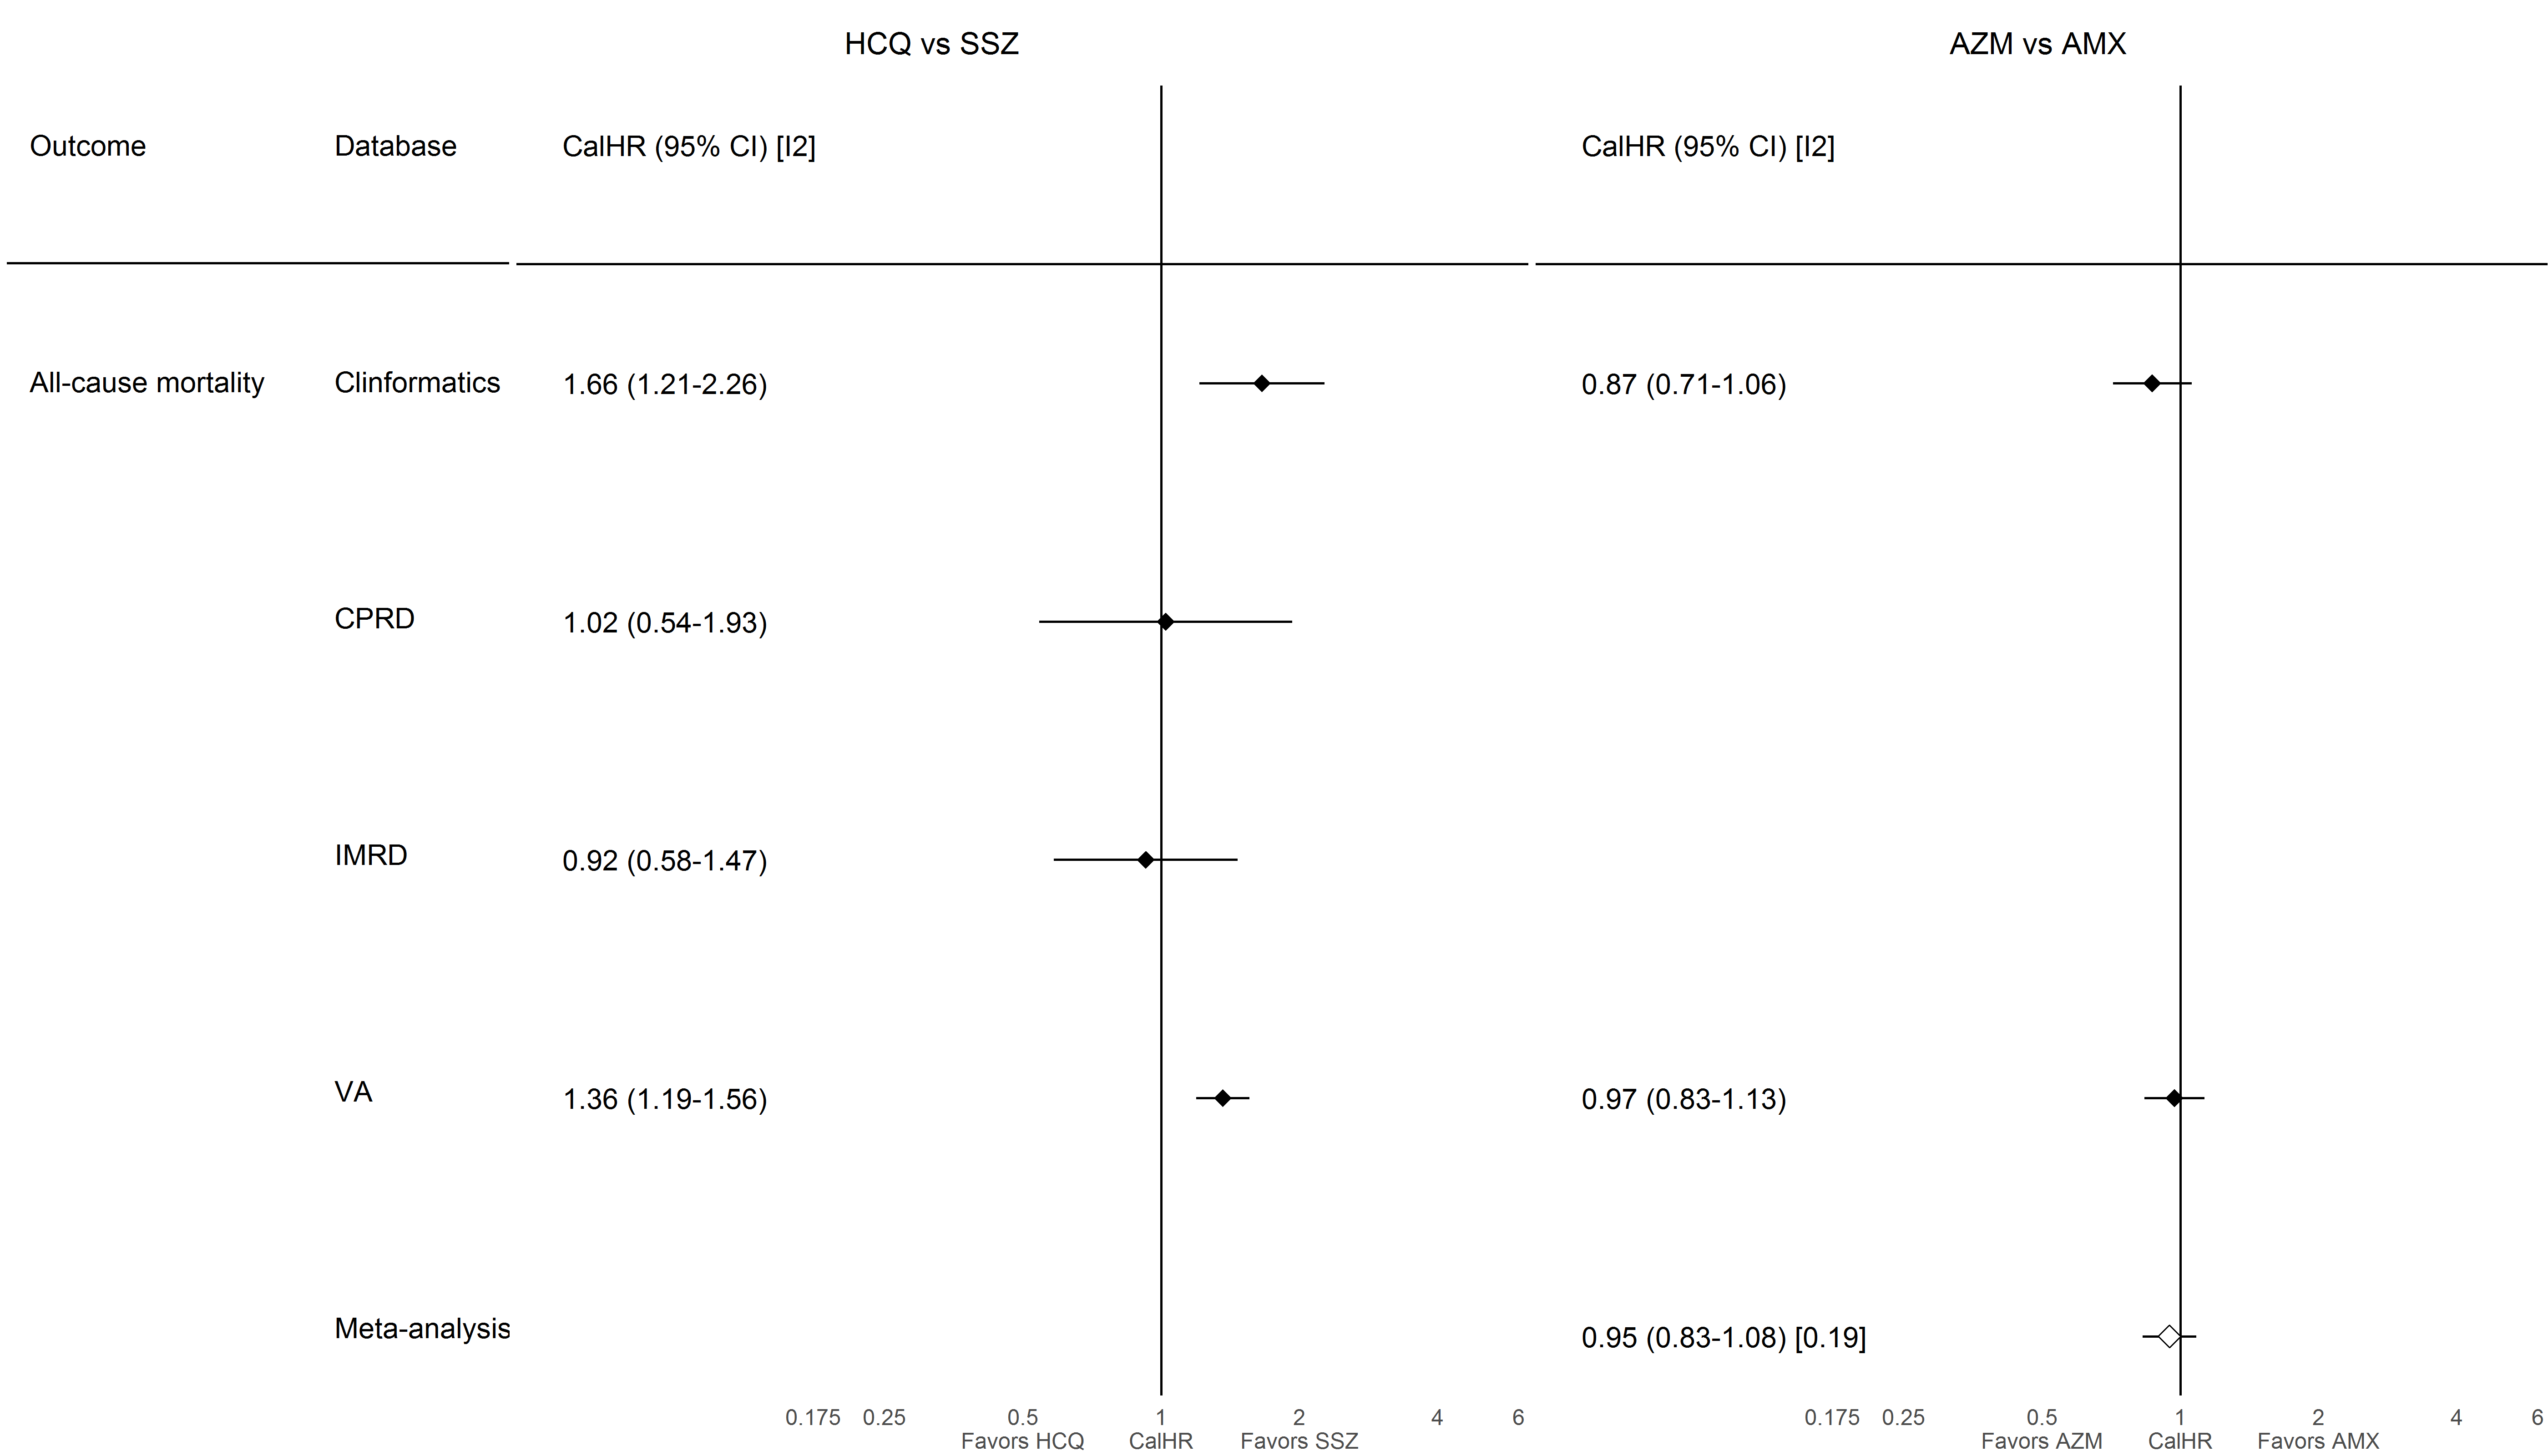 HCQ vs SSZ AZM vs AMX
Outcome Database CalHR (95% CI) [I2] CalHR (95% CI) [I2]
All-cause mortality Clinformatics 1.66 (1.21-2.26) 0.87 (0.71-1.06)
CPRD 1.02 (0.54-1.93)
IMRD 0.92 (0.58-1.47)
VA 1.36 (1.19-1.56) 0.97 (0.83-1.13)
Meta-analysis 0.95 (0.83-1.08) [0.19]
0.175 0.25 0.5 1 2 4 6 0.175 0.25 0.5 1 2 4 6
Favors HCQ CalHR Favors SSZ Favors AZM CalHR Favors AMX